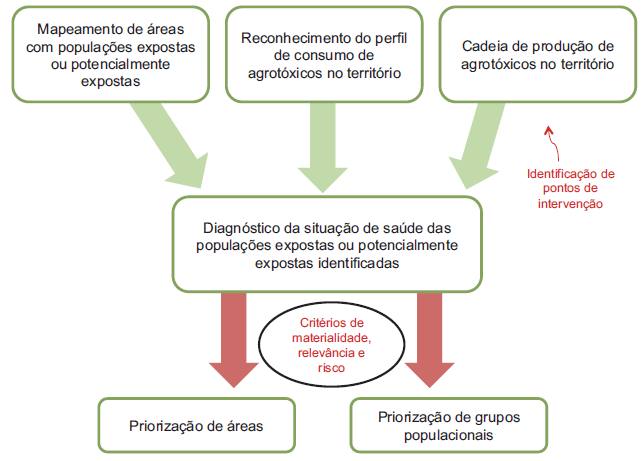 Mapeamento de áreas
com populações expostas
ou potencialmente
expostas
Reconhecimento do perfil
de consumo de
agrotóxicos no território
Cadeia de produção de
agrotóxicos no território
Identificação de
pontos de
intervenção
Diagnóstico da situação de saúde das
populações expostas ou potencialmente
expostas identificadas
Critérios de
materialidade,
relevância e
risco
Priorização de áreas
Priorização de grupos
populacionais